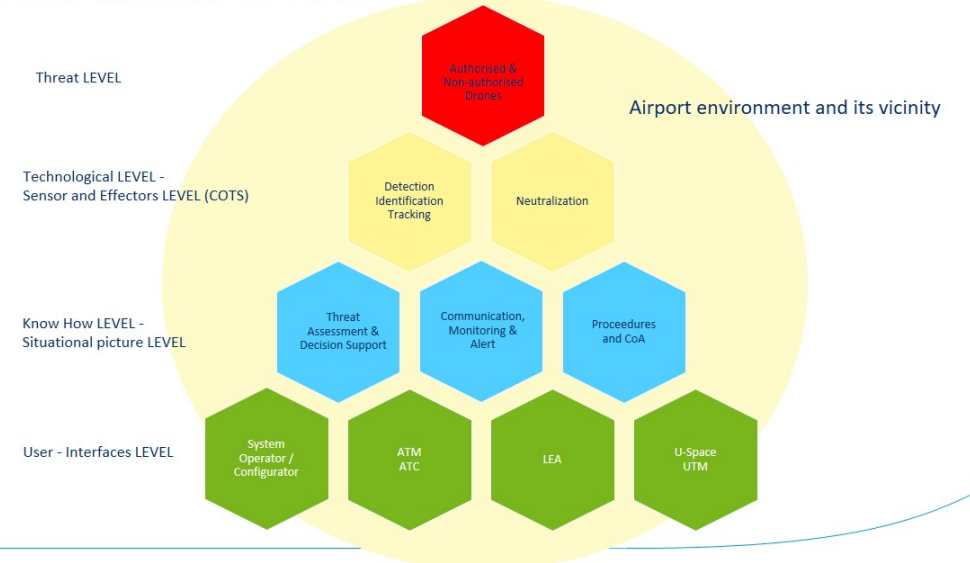 Threat LEVEL
Authorised &
Non-authorised
Drones
Airport environment and its vicinity
Technological LEVEL -
Sensor and Effectors LEVEL (COTS)
Detection
Identification
Tracking
Neutralization
Know How LEVEL -
Situational picture LEVEL
Threat
Assessment &
Decision Support
Communication,
Monitoring &
Alert
Proceedures
and CoA
User - Interfaces LEVEL
System
Operator /
Configurator
ATM
ATC
LEA
U-Space
UTM